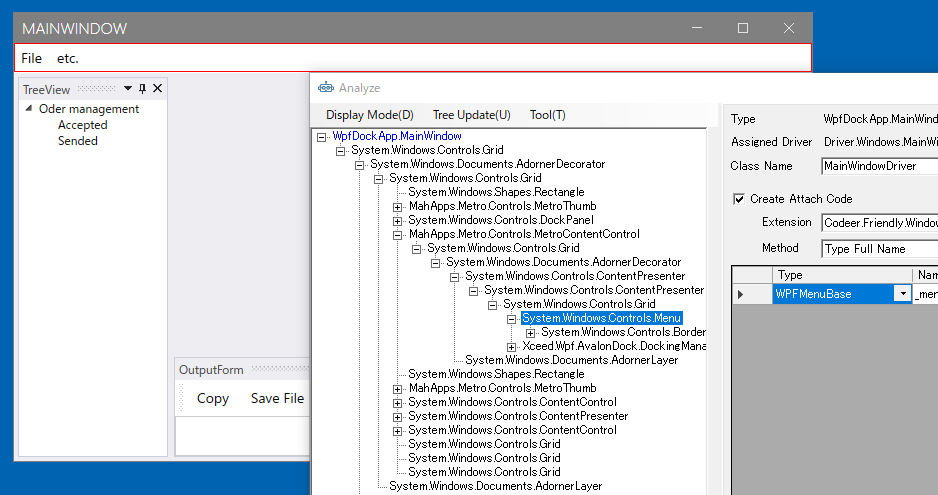 MAINWINDOW
File etc.
TreeView
Oder management
Accepted
Sended
OutputForm
Copy Save File
Analyze
Display Mode(D) Tree Update(U) Tool(T)
WpfDockApp.MainWindow
System.Windows.Controls.Grid
System.Windows.Documents.AdornerDecorator
System.Windows.Controls.Grid
System.Windows.Shapes.Rectangle
MahApps.Metro.Controls.MetroThumb
System.Windows.Controls.DockPanel
MahApps.Metro.Controls.MetroContentControl
System.Windows.Controls.Grid
System.Windows.Documents.AdornerDecorator
System.Windows.Controls.ContentPresenter
System.Windows.Controls.ContentPresenter
System.Windows.Controls.Grid
System.Windows.Controls.Menu
System.Windows.Controls.Border
Xceed.Wpf.AvalonDock.DockingMana
System.Windows.Documents.AdornerLayer
System.Windows.Shapes.Rectangle
MahApps.Metro.Controls.MetroThumb
System.Windows.Controls.ContentControl
System.Windows.Controls.ContentPresenter
System.Windows.Controls.ContentControl
System.Windows.Controls.Grid
System.Windows.Controls.Grid
System.Windows.Controls.Grid
System.Windows.Documents.AdornerLayer
Type WpfDockApp.MainWind
Assigned Driver Driver.Windows.MainWi
Class Name MainWindowDriver
Create Attach Code
Extension Codeer.Friendly.Window
Method Type Full Name
Type Nam
WPFMenuBase _mer